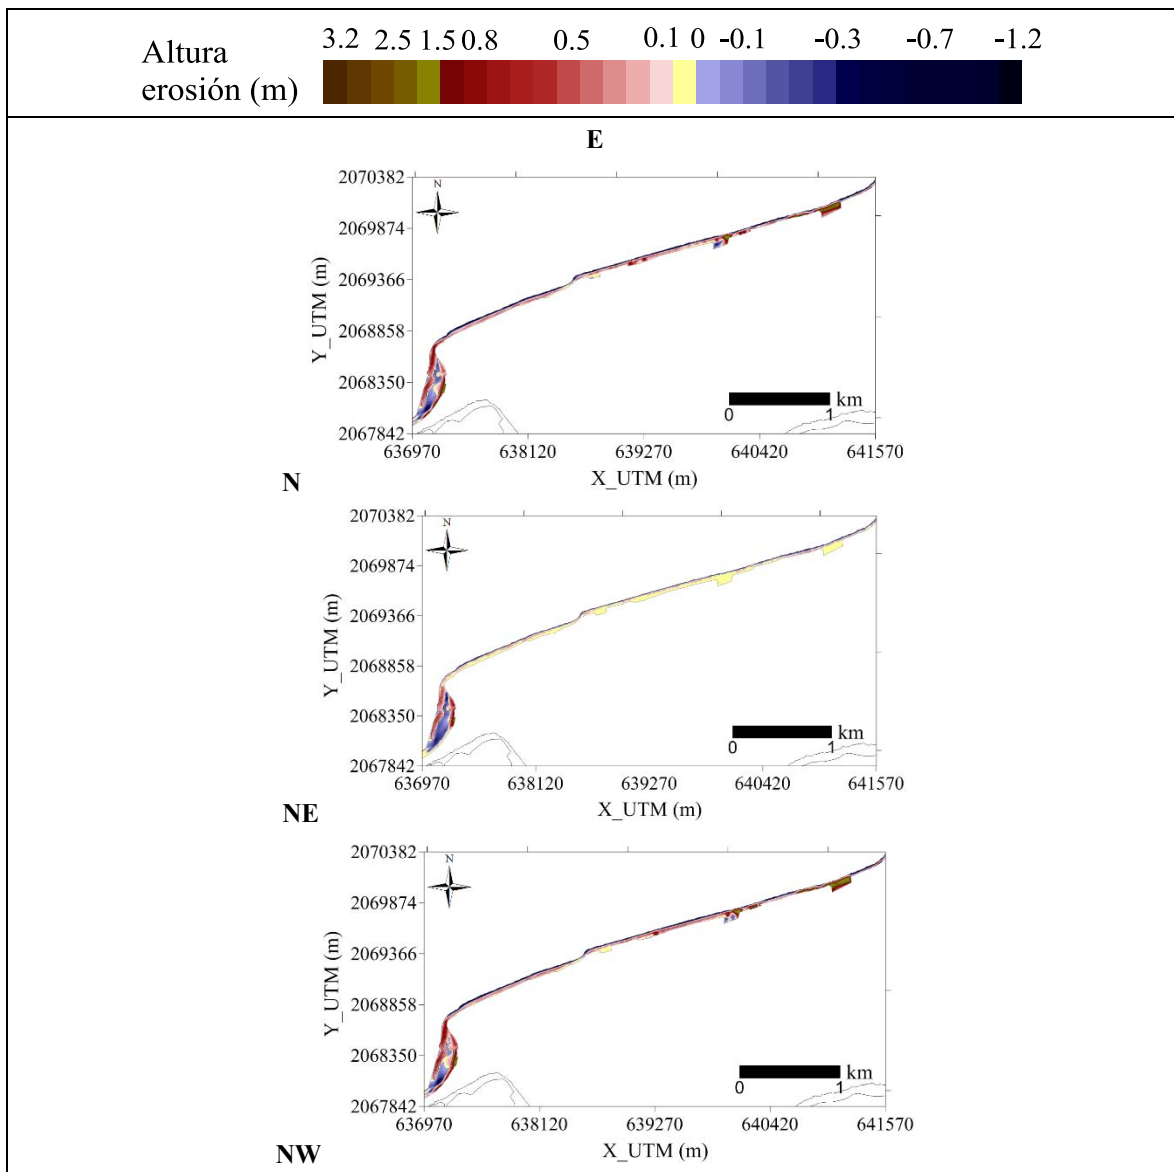 3.2 2.5 1.5 0.8 0.5 0.1 0 -0.1 -0.3 -0.7 -1.2
Altura
erosión (m)
E
2070382
N
2069874
2069366
2068858
2068350
2067842
Y_UTM (m)
km
0 1
636970 638120 639270 640420 641570
X_UTM (m)
N
2070382
N
2069874
2069366
2068858
2068350
2067842
Y_UTM (m)
km
0 1
636970 638120 639270 640420 641570
X_UTM (m)
NE
2070382
N
2069874
2069366
2068858
2068350
2067842
Y_UTM (m)
km
0 1
636970 638120 639270 640420 641570
X_UTM (m)
NW